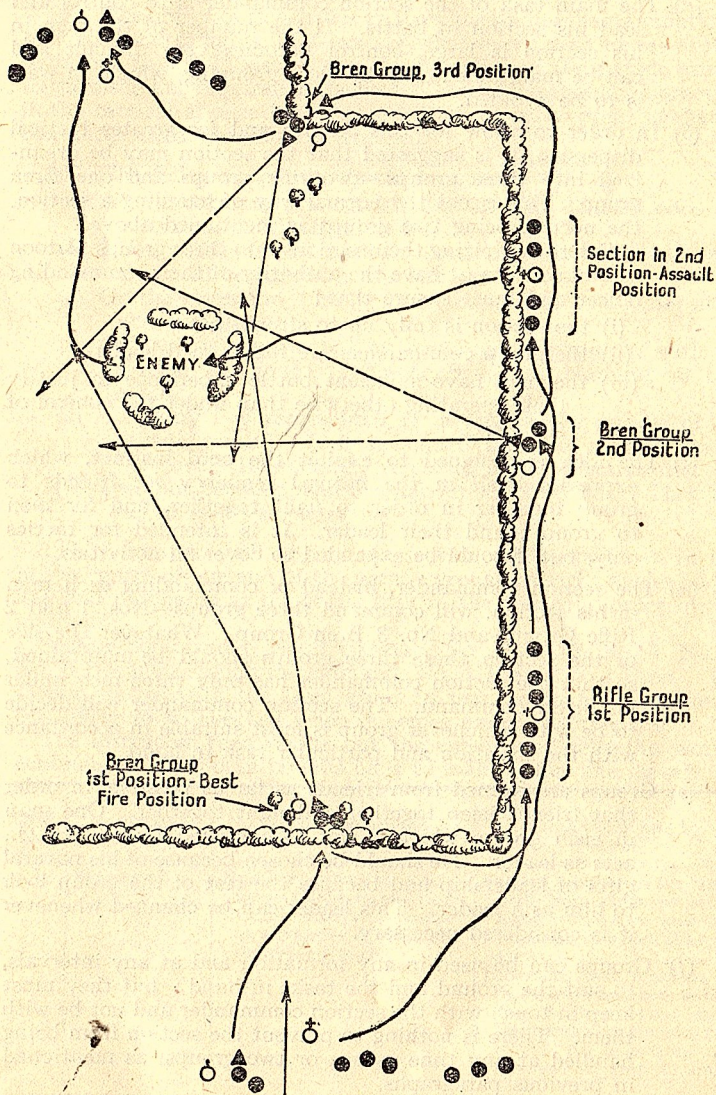 Bren Group, 3rd Position
Section in 2nd
Position-Assault
Position
ENEMY
Bren Group
2nd Position
Rifle Group
1st Position
Bren Group
1st Position-Best
Fire Position